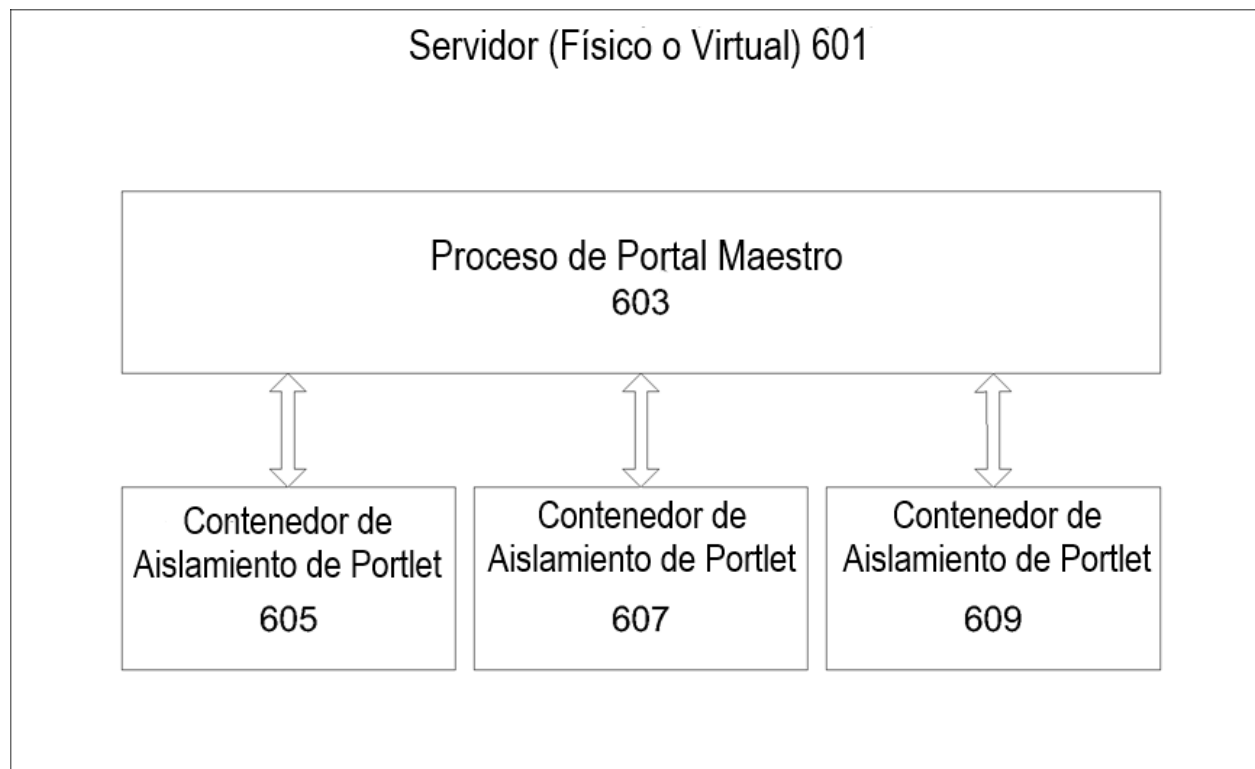 Servidor (Físico o Virtual) 601
Proceso de Portal Maestro
603
Contenedor de
Aislamiento de Portlet
605
Contenedor de
Aislamiento de Portlet
607
Contenedor de
Aislamiento de Portlet
609